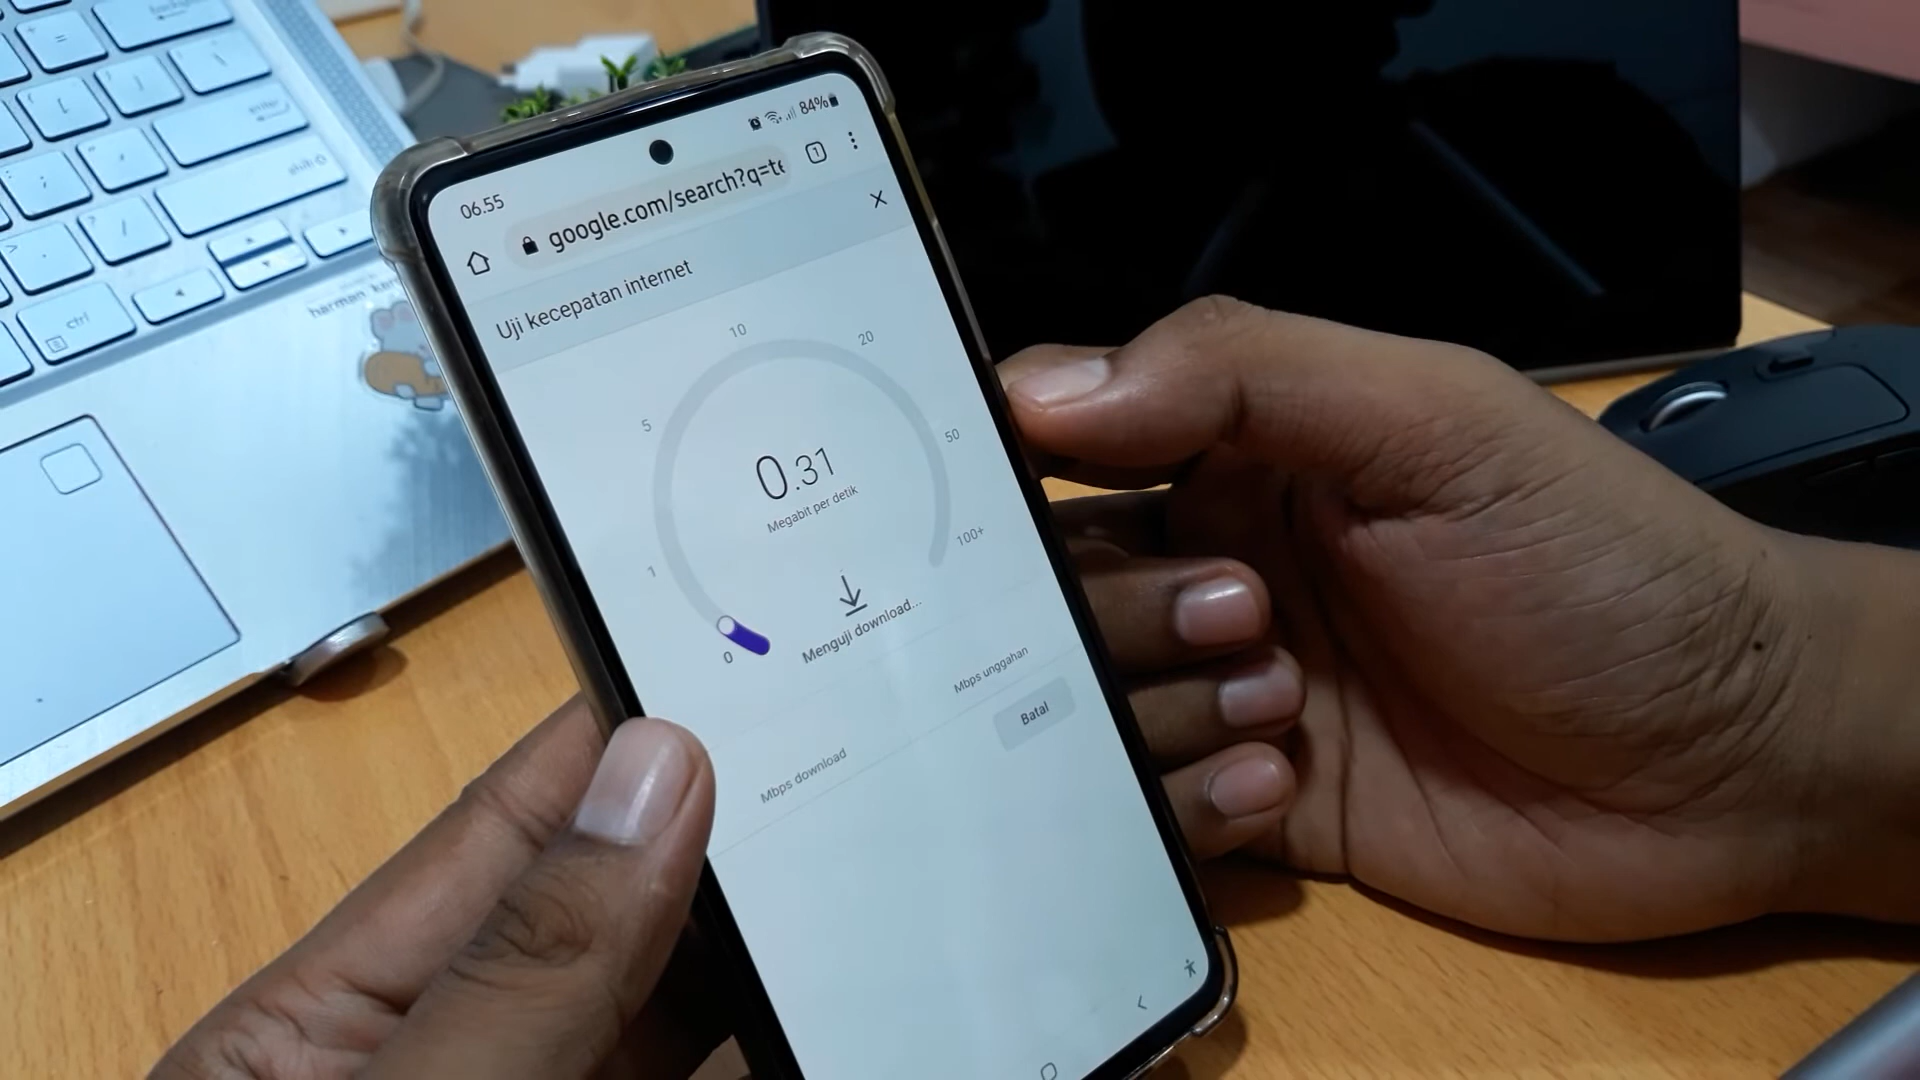 06.55
84%
google.com/search?q=te
1
Uji kecepatan internet
10
20
5
50
0.31
Megabit per detik
1
100+
0
Menguji download...
Mbps unggahan
Mbps download
Batal
enter
shift
ctrl
harman